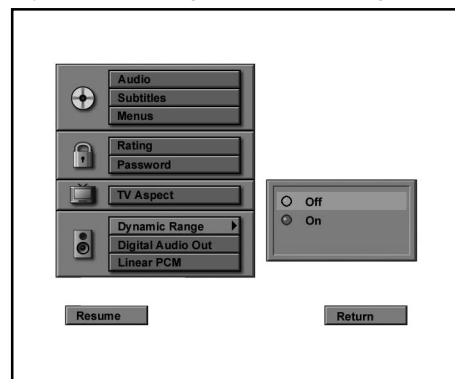 Audio
Subtitles
Menus
Rating
Password
TV Aspect
Dynamic Range
Digital Audio Out
Linear PCM
Off
On
Resume
Return